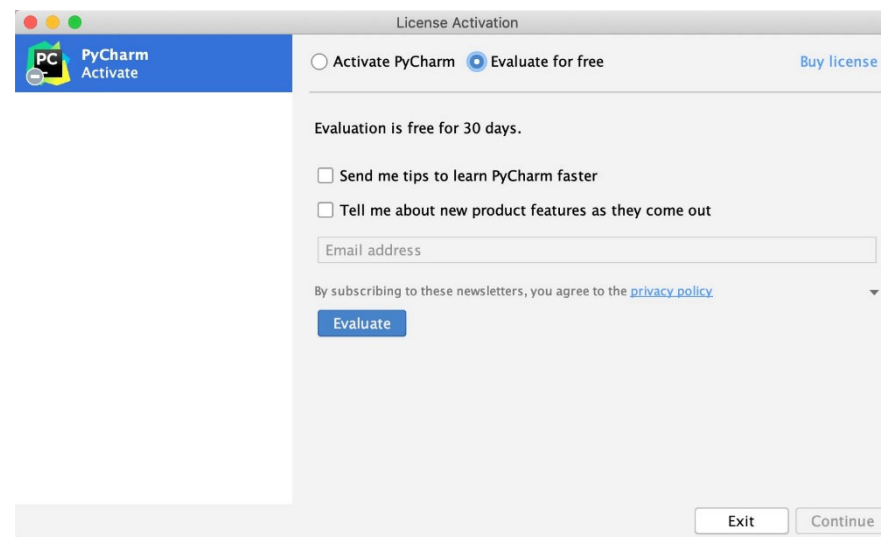 License Activation
PC
PyCharm
Activate
Activate PyCharm
Evaluate for free
Buy license
Evaluation is free for 30 days.
Send me tips to learn PyCharm faster
Tell me about new product features as they come out
Email address
By subscribing to these newsletters, you agree to the privacy policy
Evaluate
Exit
Continue